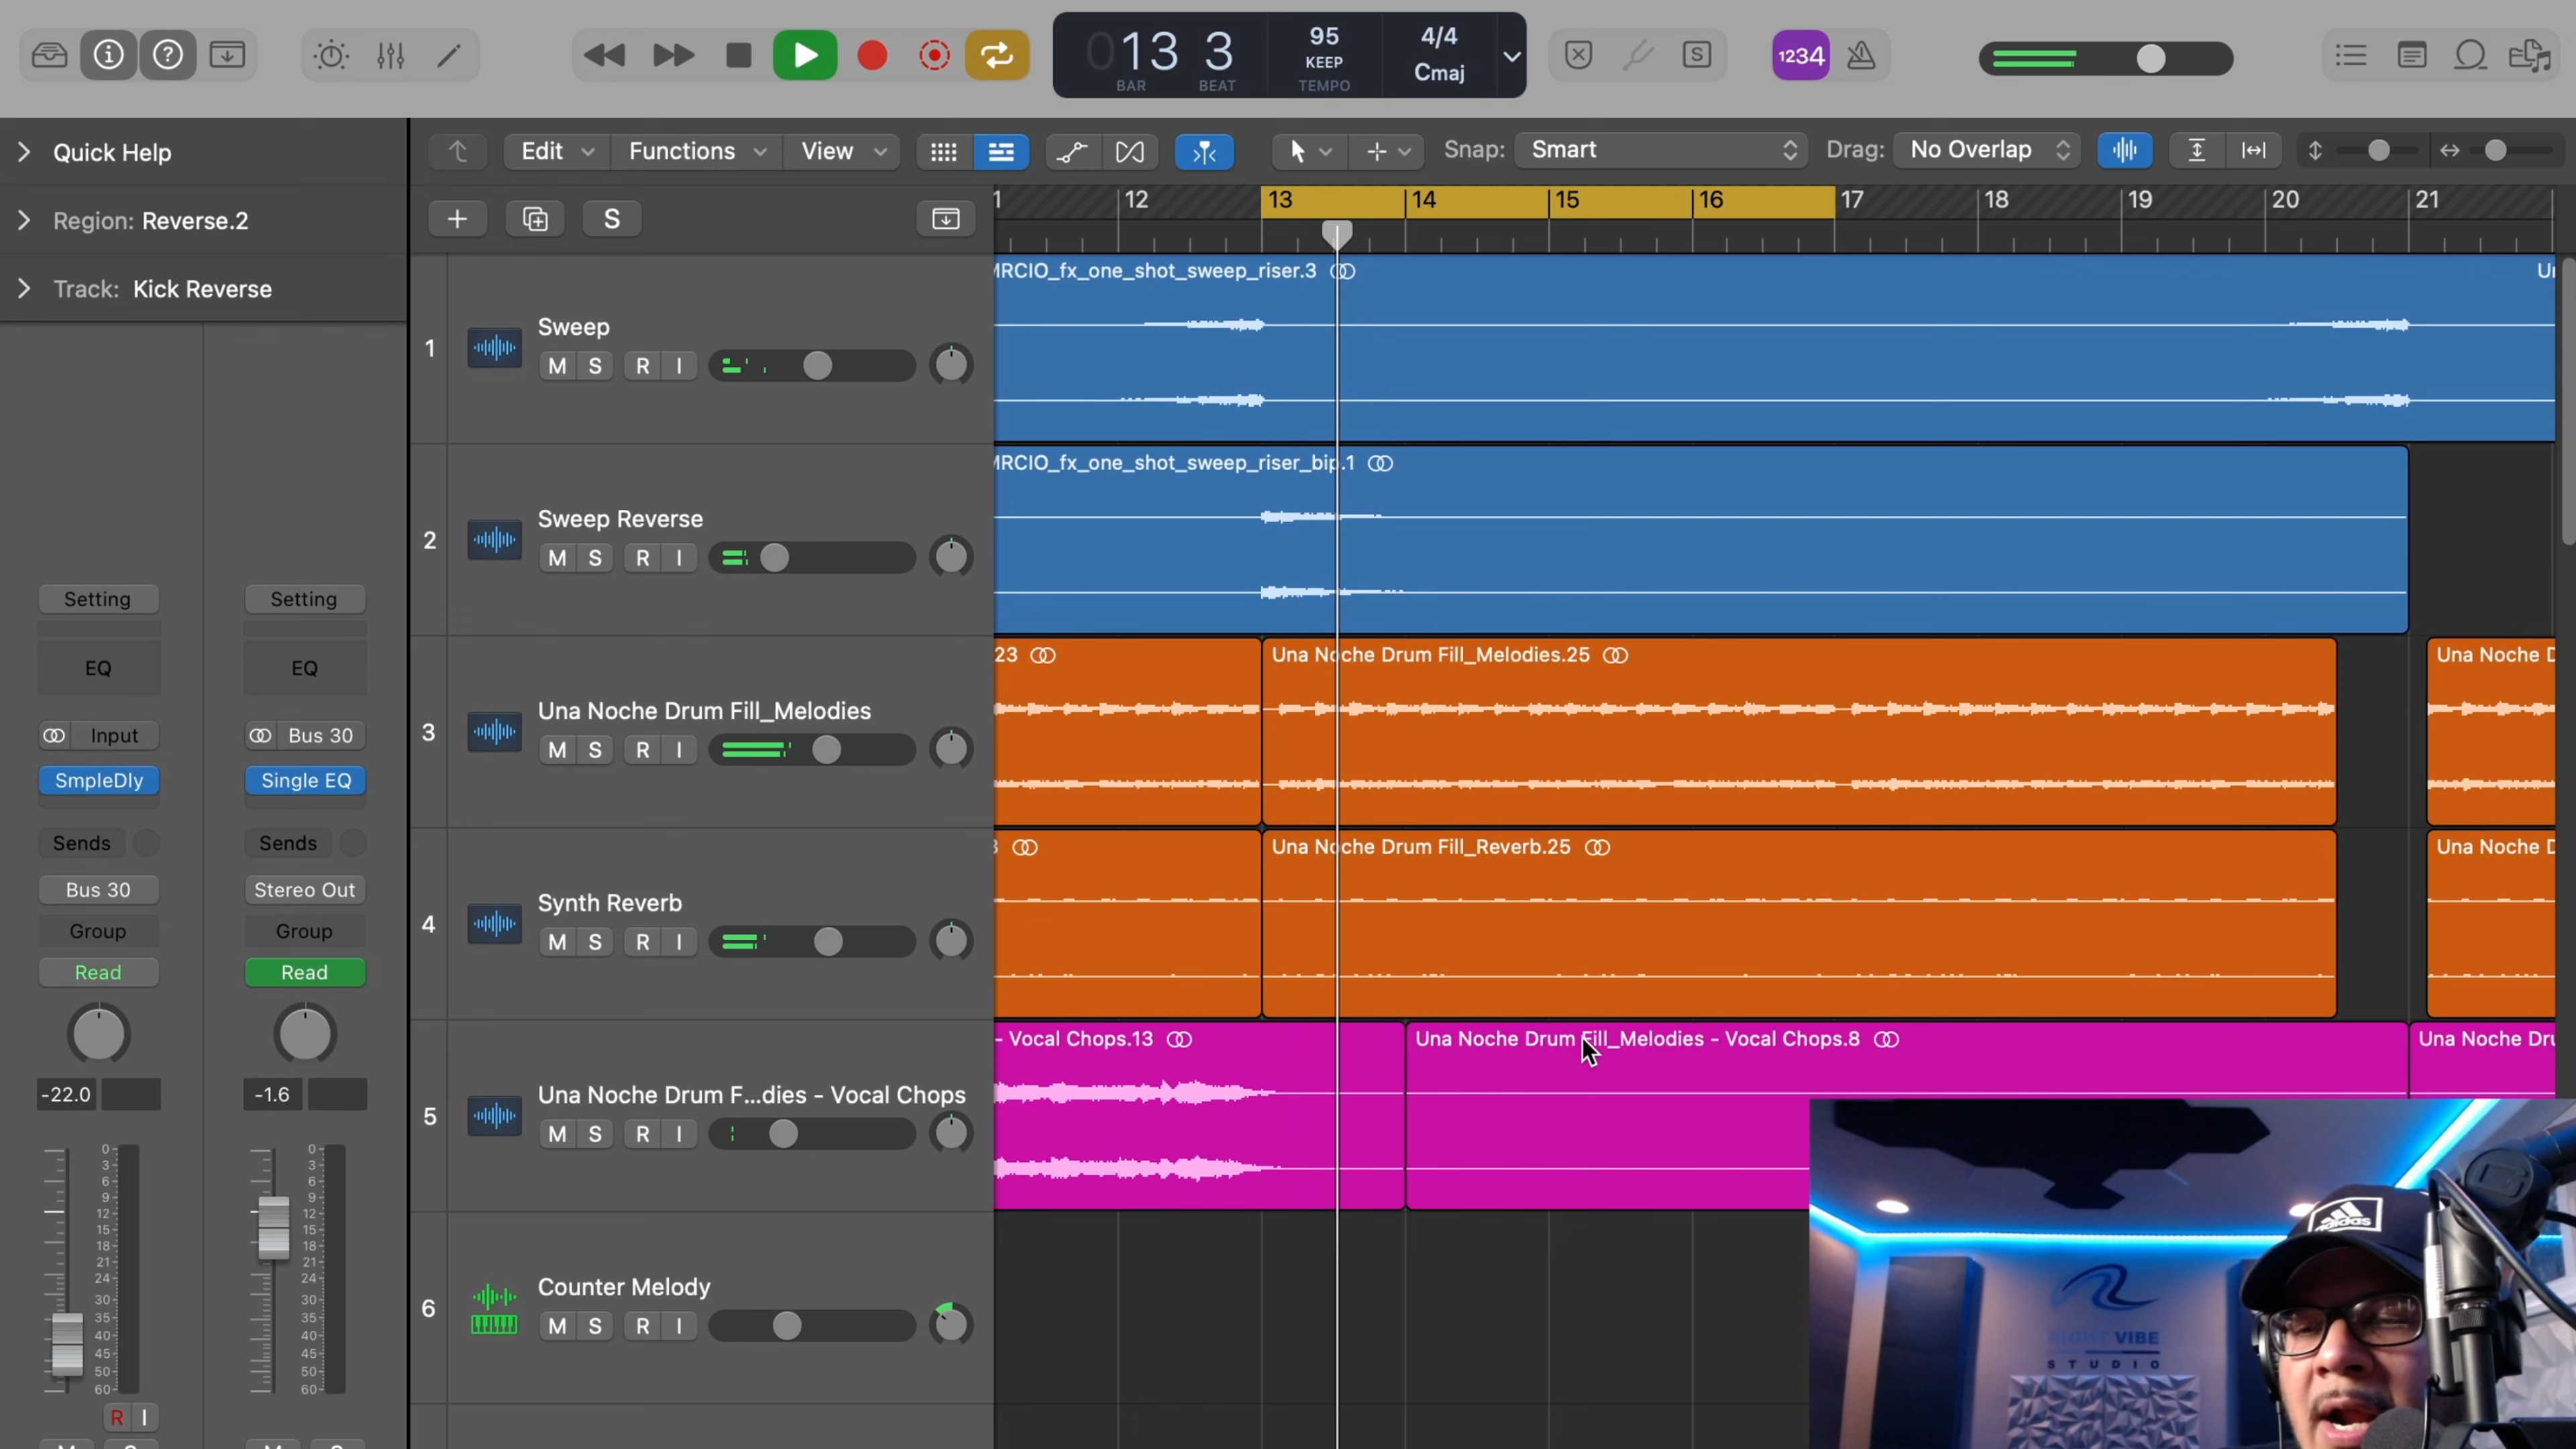 013 3
BAR
BEAT
95
KEEP
TEMPO
4/4
Cmaj
S
1234
Quick Help
Region: Reverse.2
Track: Kick Reverse
Edit
Functions
View
Snap: Smart
Drag: No Overlap
S
1
12
13
14
15
16
17
18
19
20
21
1
Sweep
M S R I
MRCIO_fx_one_shot_sweep_riser.3
2
Sweep Reverse
M S R I
MRCIO_fx_one_shot_sweep_riser_bip.1
3
Una Noche Drum Fill_Melodies
M S R I
23
Una Noche Drum Fill_Melodies.25
Una Noche D
4
Synth Reverb
M S R I
Una Noche Drum Fill_Reverb.25
Una Noche D
5
Una Noche Drum F...dies - Vocal Chops
M S R I
- Vocal Chops.13
Una Noche Drum Fill_Melodies - Vocal Chops.8
Una Noche Dru
6
Counter Melody
M S R I
Setting
EQ
Input
SmpleDly
Sends
Bus 30
Group
Read
-22.0
0
3
6
9
12
15
18
21
24
30
35
40
45
50
60
R I
Setting
EQ
Bus 30
Single EQ
Sends
Stereo Out
Group
Read
-1.6
0
3
6
9
12
15
18
21
24
30
35
40
45
50
60
adidas
RIGHT VIBE
STUDIO